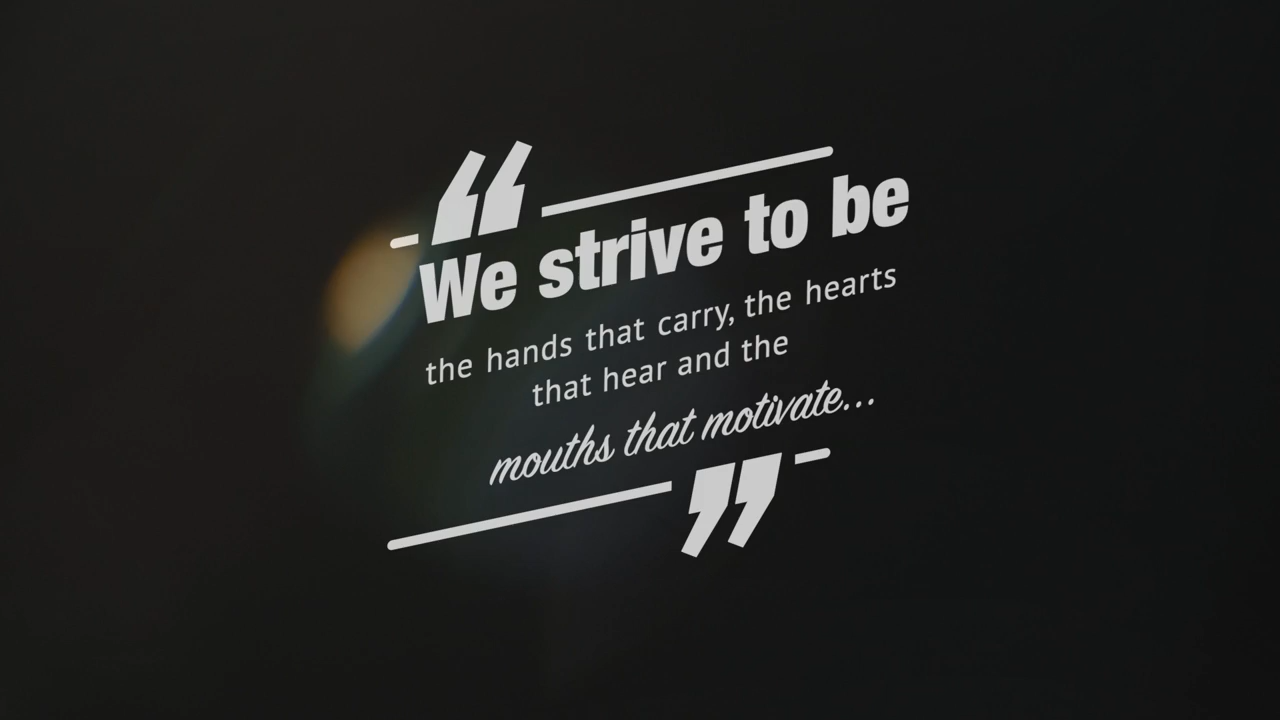 “
We strive to be
the hands that carry, the hearts
that hear and the
mouths that motivate...
”